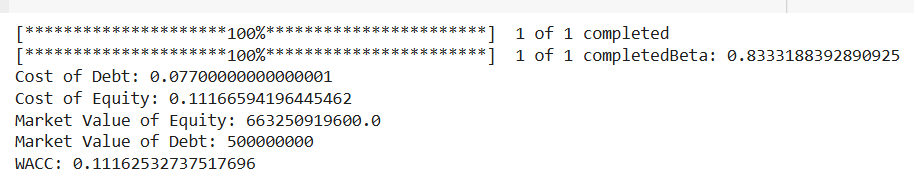 [*********************100%***********************]  1 of 1 completed
[*********************100%***********************]  1 of 1 completedBeta: 0.8333188392890925
Cost of Debt: 0.07700000000000001
Cost of Equity: 0.11166594196445462
Market Value of Equity: 663250919600.0
Market Value of Debt: 500000000
WACC: 0.11162532737517696